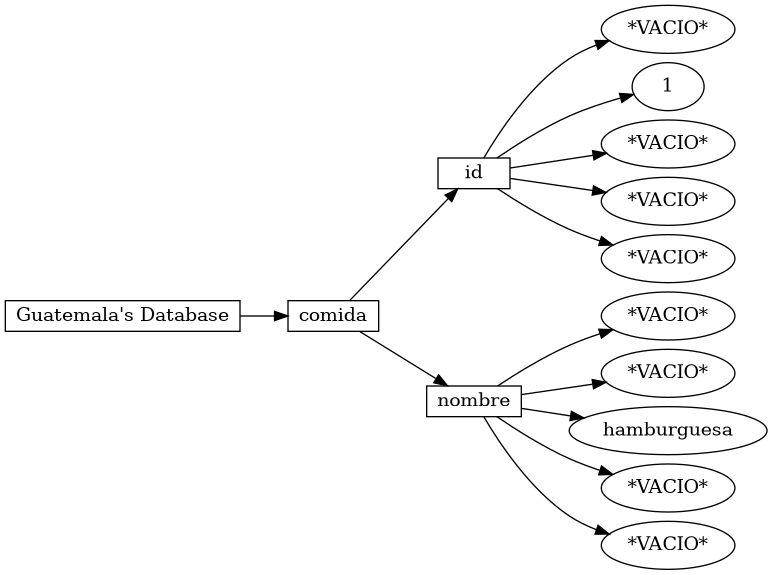 *VACIO*
1
*VACIO*
id
*VACIO*
*VACIO*
Guatemala's Database
comida
*VACIO*
*VACIO*
nombre
hamburguesa
*VACIO*
*VACIO*